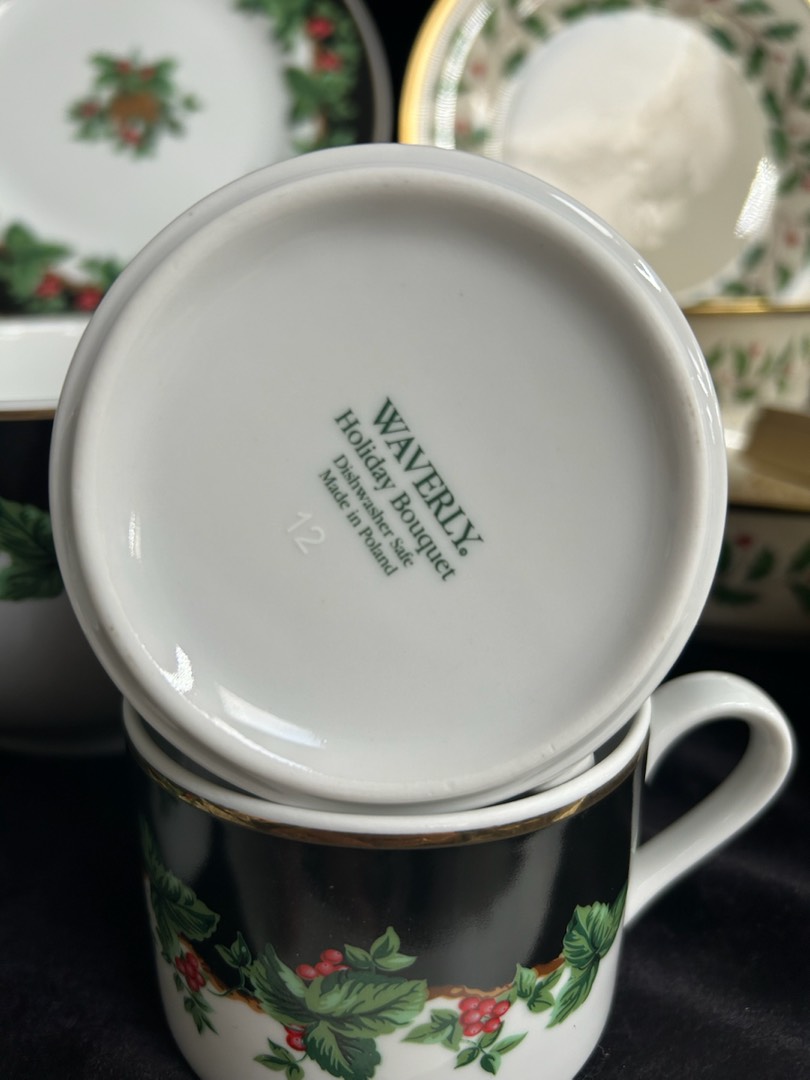 WAVERLY®
Holiday Bouquet
Dishwasher Safe
Made in Poland
12